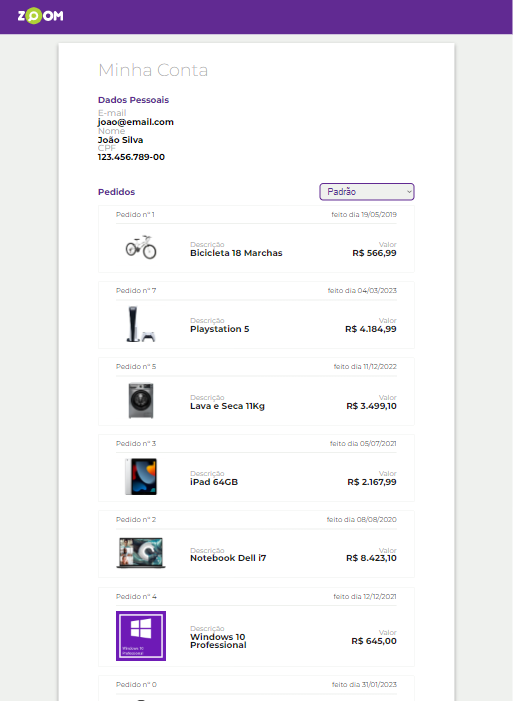 ZOOM
Minha Conta
Dados Pessoais
E-mail
joao@email.com
Nome
João Silva
CPF
123.456.789-00
Pedidos
Padrão
Pedido nº 1
feito dia 19/05/2019
Descrição
Valor
Bicicleta 18 Marchas
R$ 566,99
Pedido nº 7
feito dia 04/03/2023
Descrição
Valor
Playstation 5
R$ 4.184,99
Pedido nº 5
feito dia 11/12/2022
Descrição
Valor
Lava e Seca 11Kg
R$ 3.499,10
Pedido nº 3
feito dia 05/07/2021
Descrição
Valor
iPad 64GB
R$ 2.167,99
Pedido nº 2
feito dia 08/08/2020
Descrição
Valor
Notebook Dell i7
R$ 8.423,10
Pedido nº 4
feito dia 12/12/2021
Windows 10
Professional
Descrição
Valor
Windows 10
Professional
R$ 645,00
Pedido nº 0
feito dia 31/01/2023